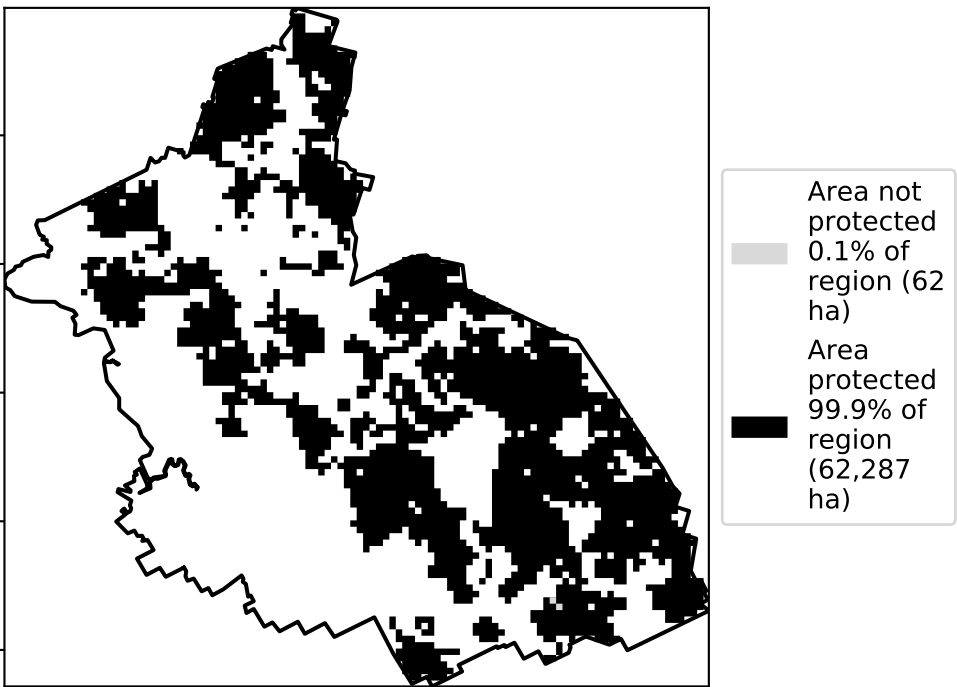 Area not
protected
0.1% of
region (62
ha)
Area
protected
99.9% of
region
(62,287
ha)